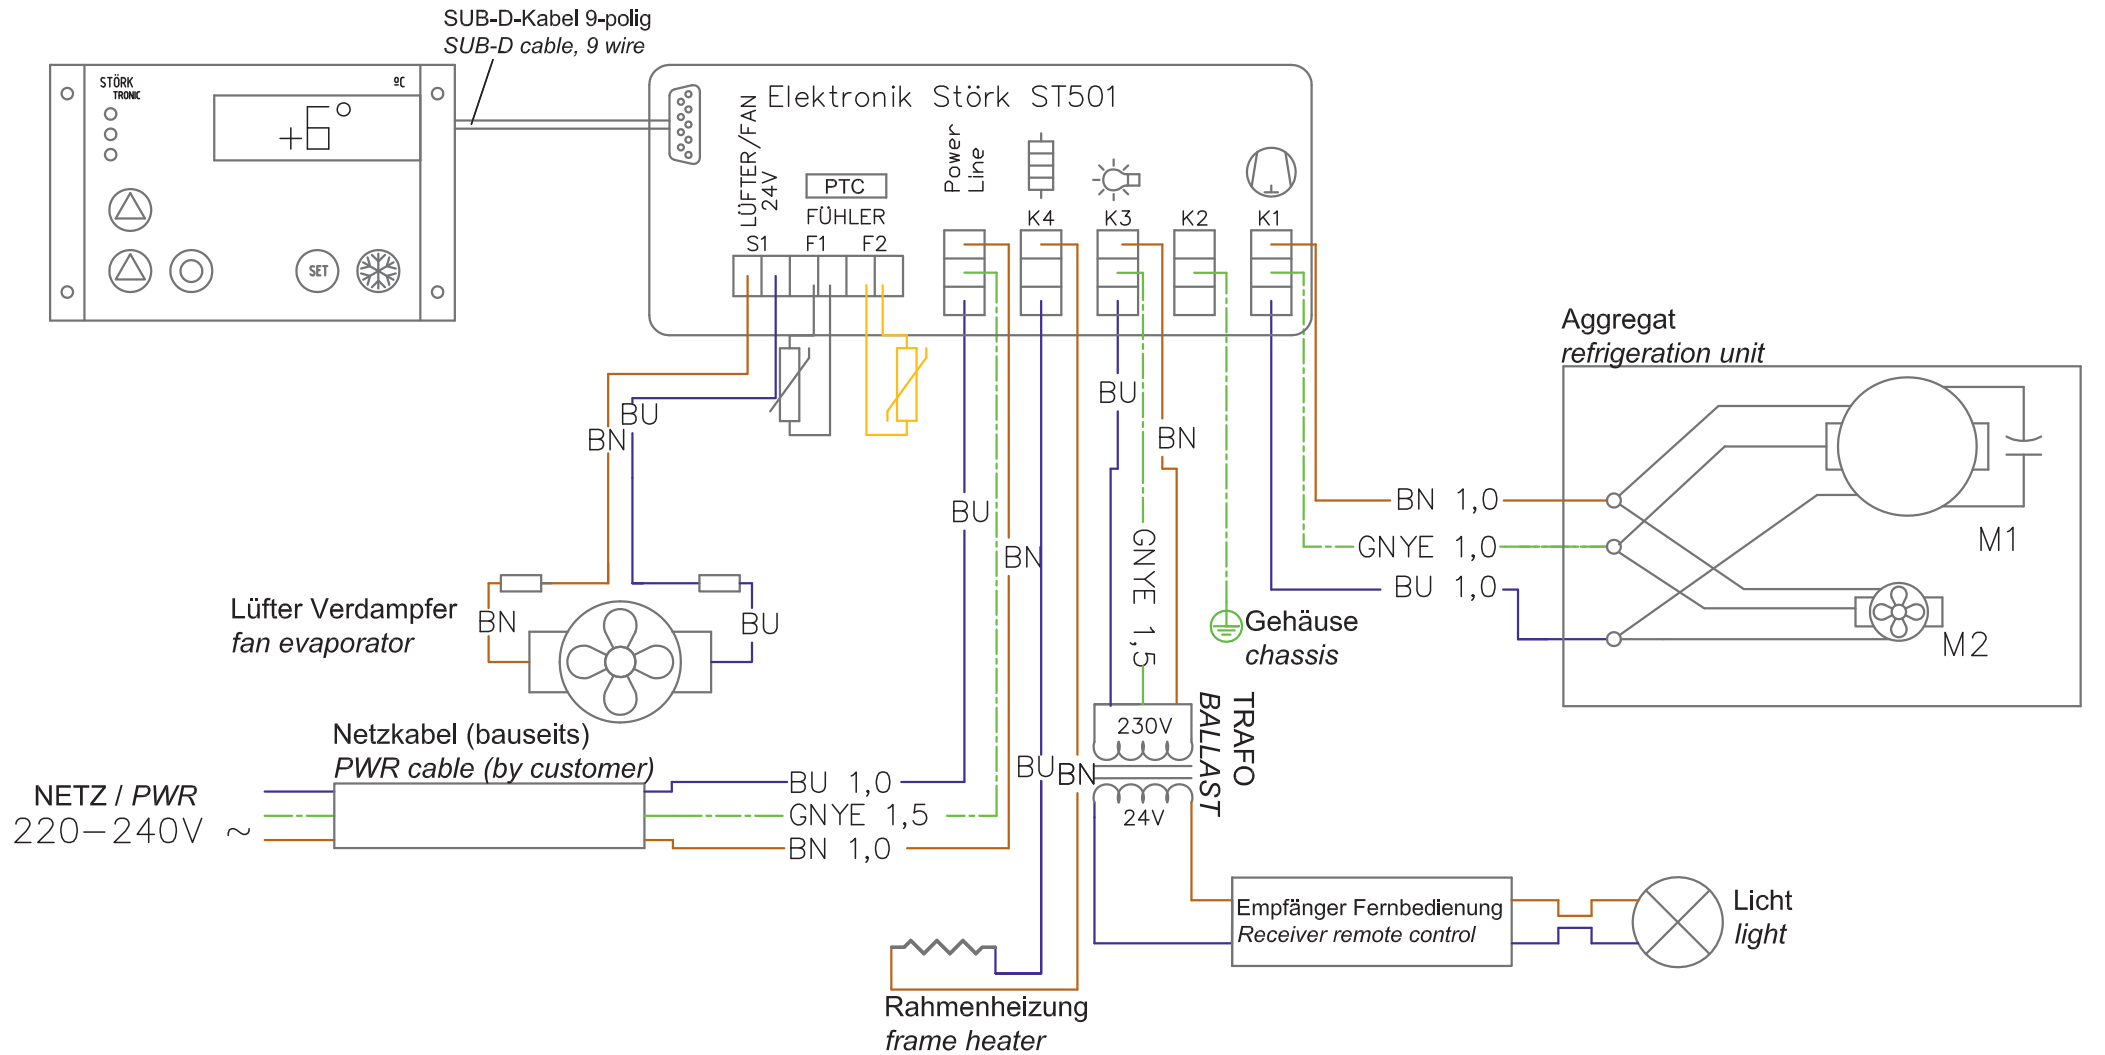 SUB-D-Kabel 9-polig
SUB-D cable, 9 wire
STÖRK
TRONIC
ºC
+6°
SET
Elektronik Störk ST501
LÜFTER/FAN
24V
PTC
FÜHLER
S1
F1
F2
Power
Line
K4
K3
K2
K1
BU
BN
BU
BN
BU
BN
BU
BN
GNYE 1,5
BU
BN
Lüfter Verdampfer
fan evaporator
Netzkabel (bauseits)
PWR cable (by customer)
NETZ / PWR
220-240V ~
BU 1,0
GNYE 1,5
BN 1,0
Gehäuse
chassis
230V
24V
TRAFO
BALLAST
Aggregat
refrigeration unit
BN 1,0
GNYE 1,0
BU 1,0
M1
M2
Empfänger Fernbedienung
Receiver remote control
Licht
light
Rahmenheizung
frame heater